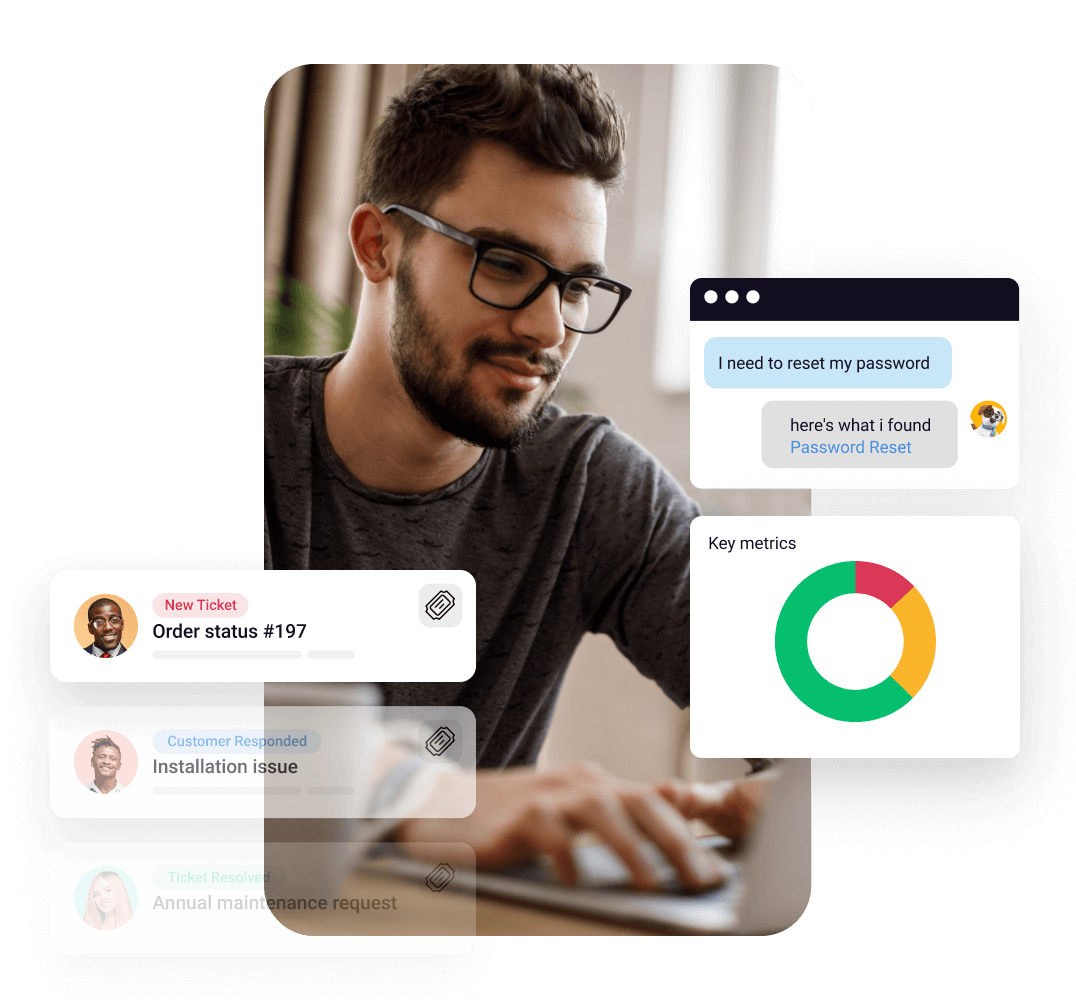 I need to reset my password
here's what i found
Password Reset
Key metrics
New Ticket
Order status #197
Customer Responded
Installation issue
Ticket Resolved
Annual maintenance request